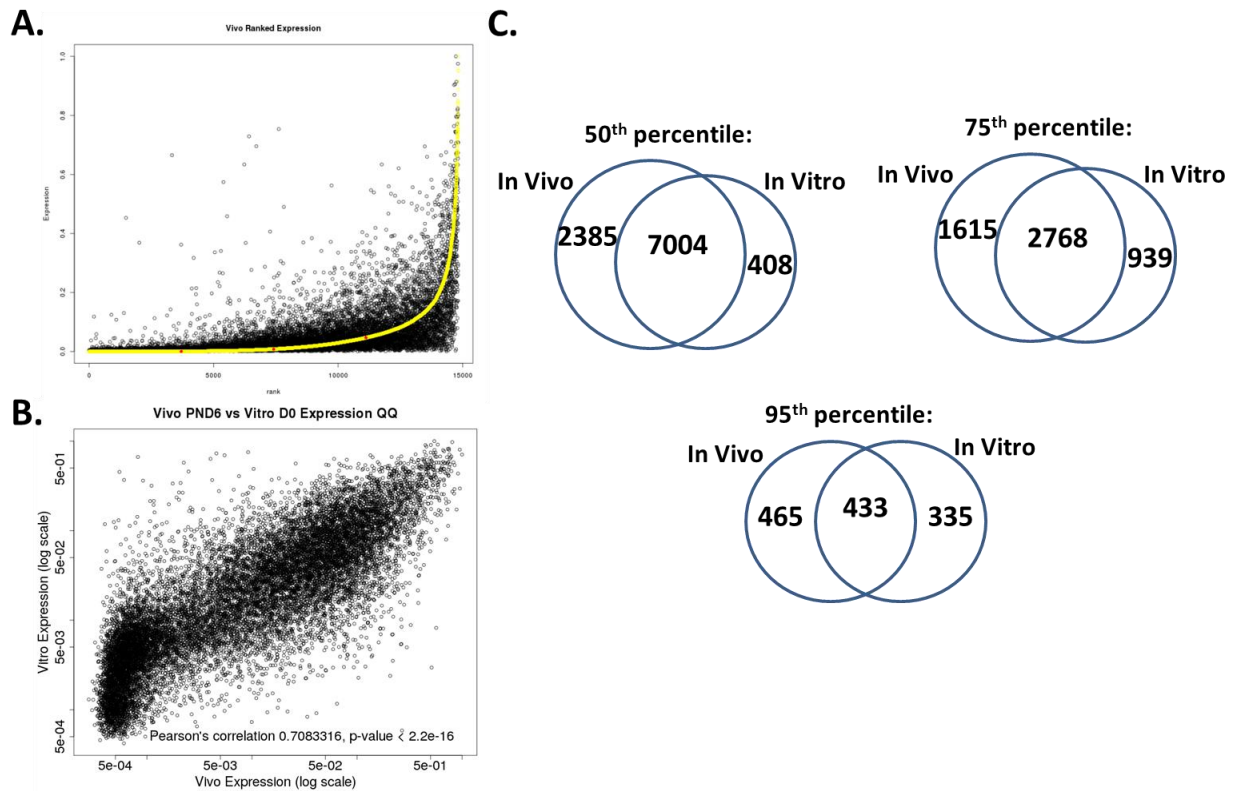 A.
Vivo Ranked Expression
Expression
0.0 0.2 0.4 0.6 0.8 1.0
0 5000 10000 15000
rank
B.
Vivo PND6 vs Vitro D0 Expression QQ
Vitro Expression (log scale)
5e-04 5e-03 5e-02 5e-01
Pearson's correlation 0.7083316, p-value < 2.2e-16
5e-04 5e-03 5e-02 5e-01
Vivo Expression (log scale)
C.
50th percentile:
In Vivo In Vitro
2385 7004 408
75th percentile:
In Vivo In Vitro
1615 2768 939
95th percentile:
In Vivo In Vitro
465 433 335